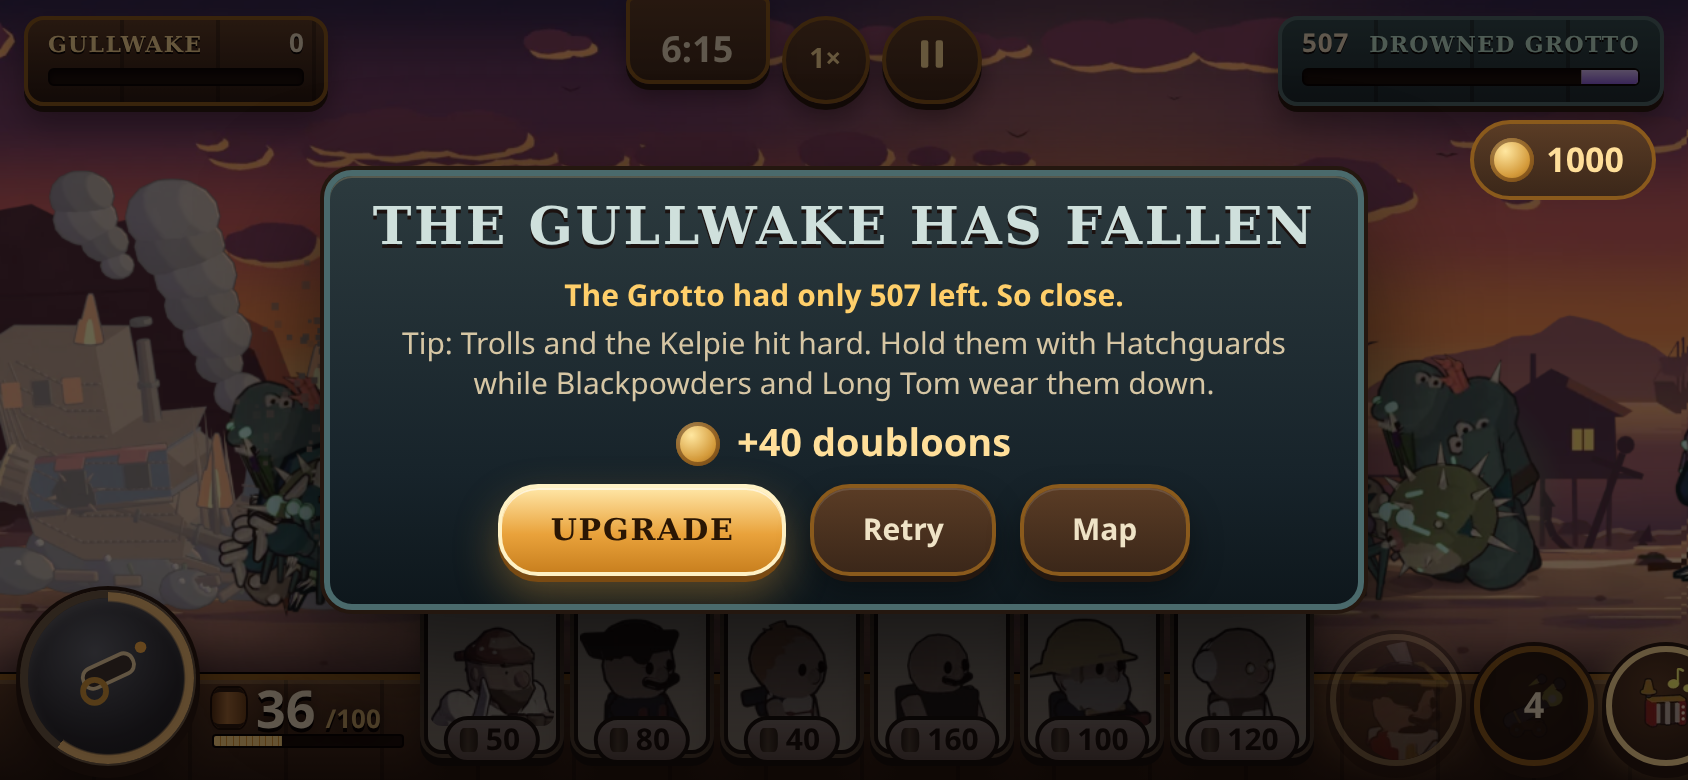 GULLWAKE 0
6:15
1×
507 DROWNED GROTTO
1000
THE GULLWAKE HAS FALLEN
The Grotto had only 507 left. So close.
Tip: Trolls and the Kelpie hit hard. Hold them with Hatchguards
while Blackpowders and Long Tom wear them down.
+40 doubloons
UPGRADE
Retry
Map
36 /100
50
80
40
160
100
120
4